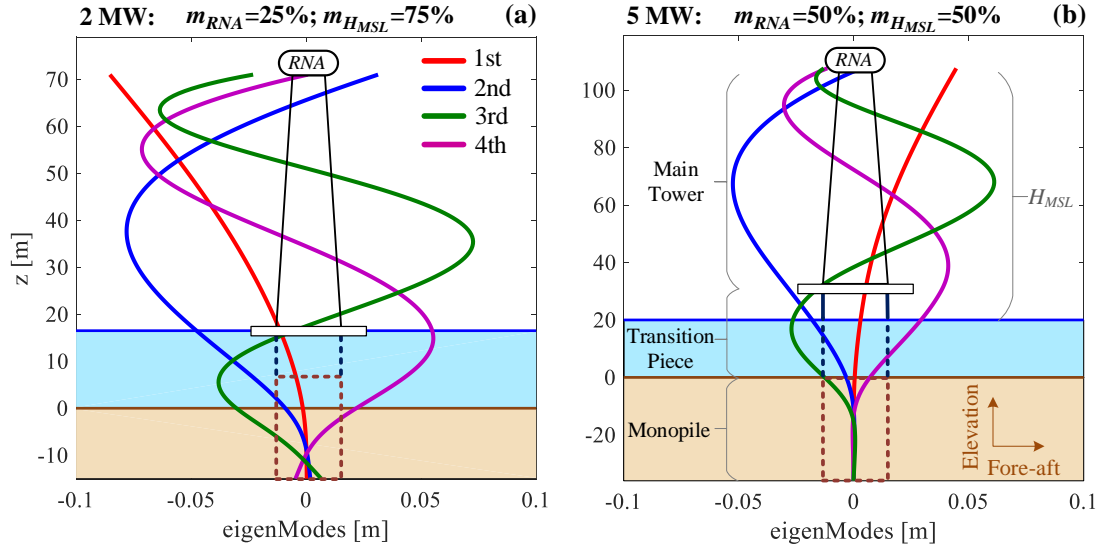 2 MW: m_RNA=25%; m_H_MSL=75% (a)
RNA
1st
2nd
3rd
4th
70
60
50
40
30
20
10
0
-10
z [m]
-0.1 -0.05 0 0.05 0.1
eigenModes [m]
5 MW: m_RNA=50%; m_H_MSL=50% (b)
RNA
100
80
60
40
20
0
-20
Main
Tower
H_MSL
Transition
Piece
Monopile
Elevation
Fore-aft
-0.1 -0.05 0 0.05 0.1
eigenModes [m]